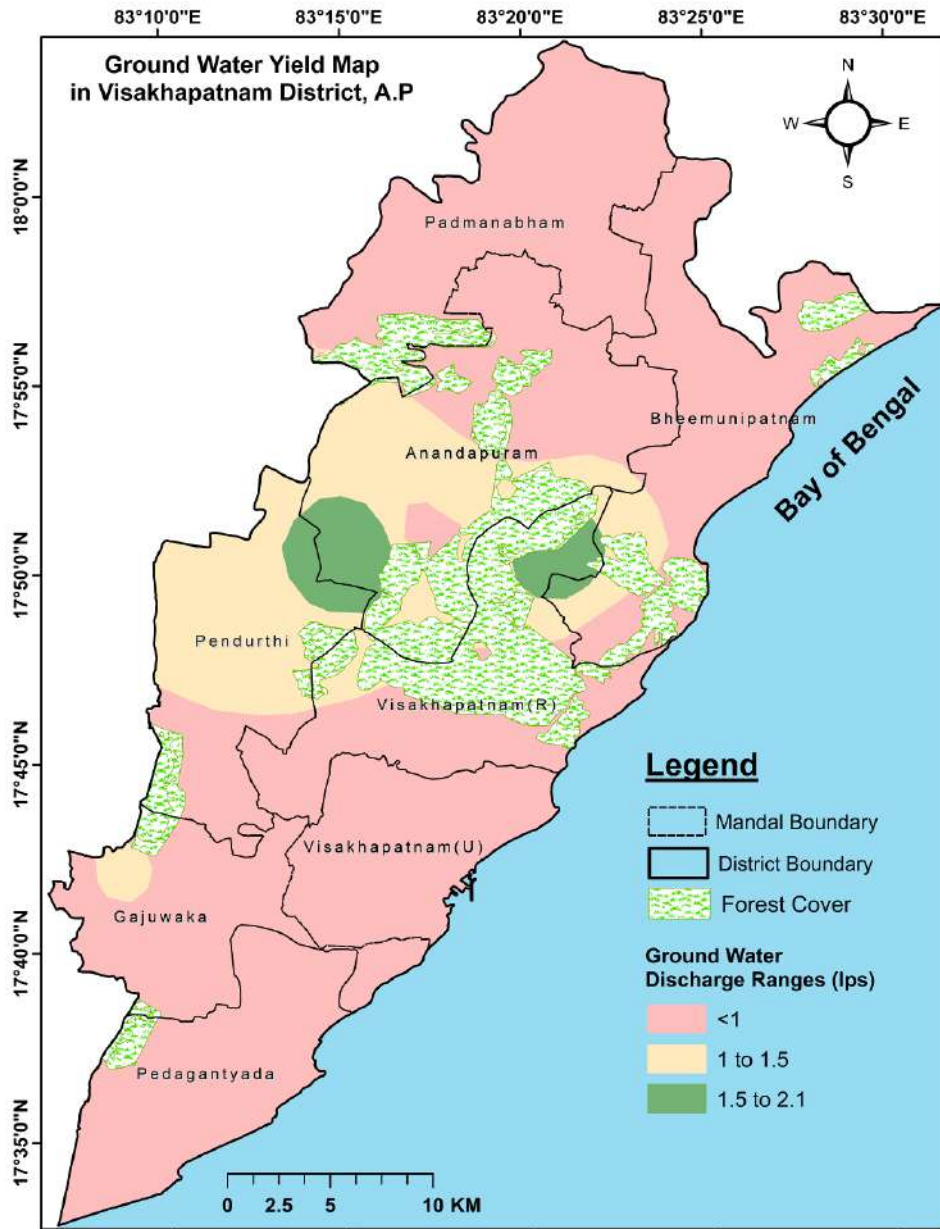 83°10'0"E
83°15'0"E
83°20'0"E
83°25'0"E
83°30'0"E
Ground Water Yield Map
in Visakhapatnam District, A.P
N
W
E
S
18°0'0"N
17°55'0"N
17°50'0"N
17°45'0"N
17°40'0"N
17°35'0"N
Padmanabham
Bheemunipatnam
Anandapuram
Bay of Bengal
Pendurthi
Visakhapatnam(R)
Visakhapatnam(U)
Gajuwaka
Pedagantyada
Legend
Mandal Boundary
District Boundary
Forest Cover
Ground Water
Discharge Ranges (lps)
<1
1 to 1.5
1.5 to 2.1
0 2.5 5 10 KM